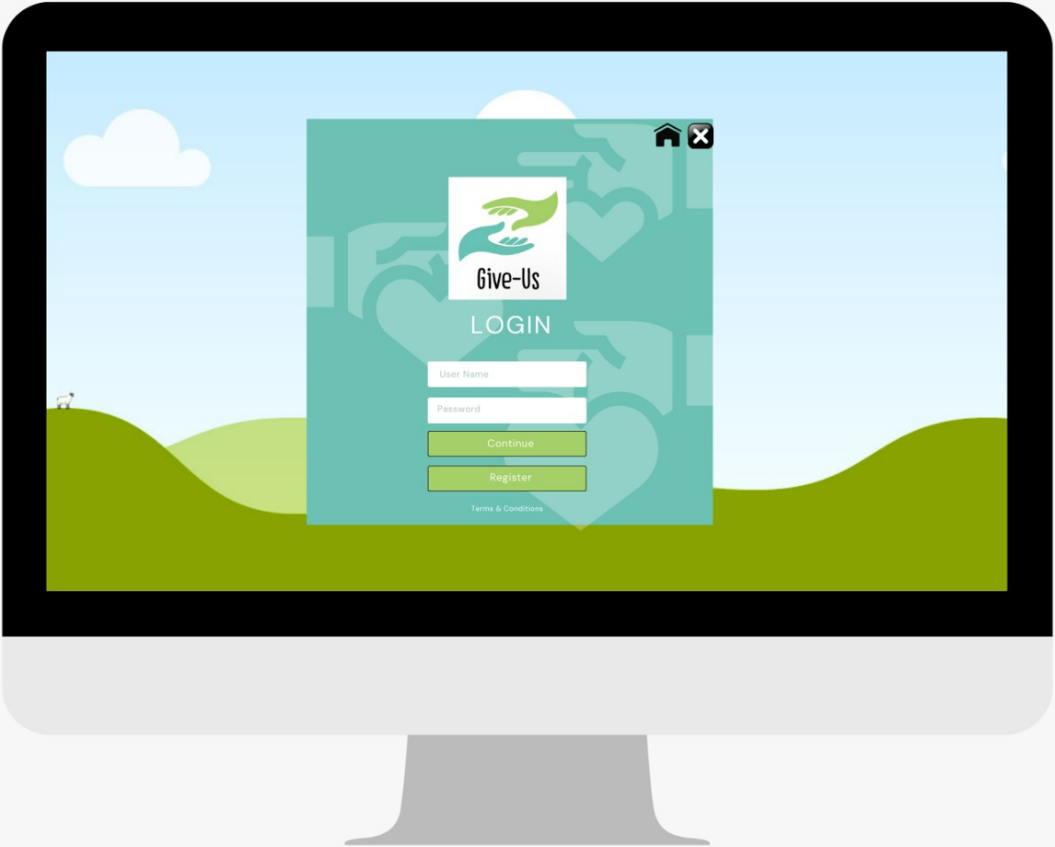 Give-Us
LOGIN
User Name
Password
Continue
Register
Terms & Conditions